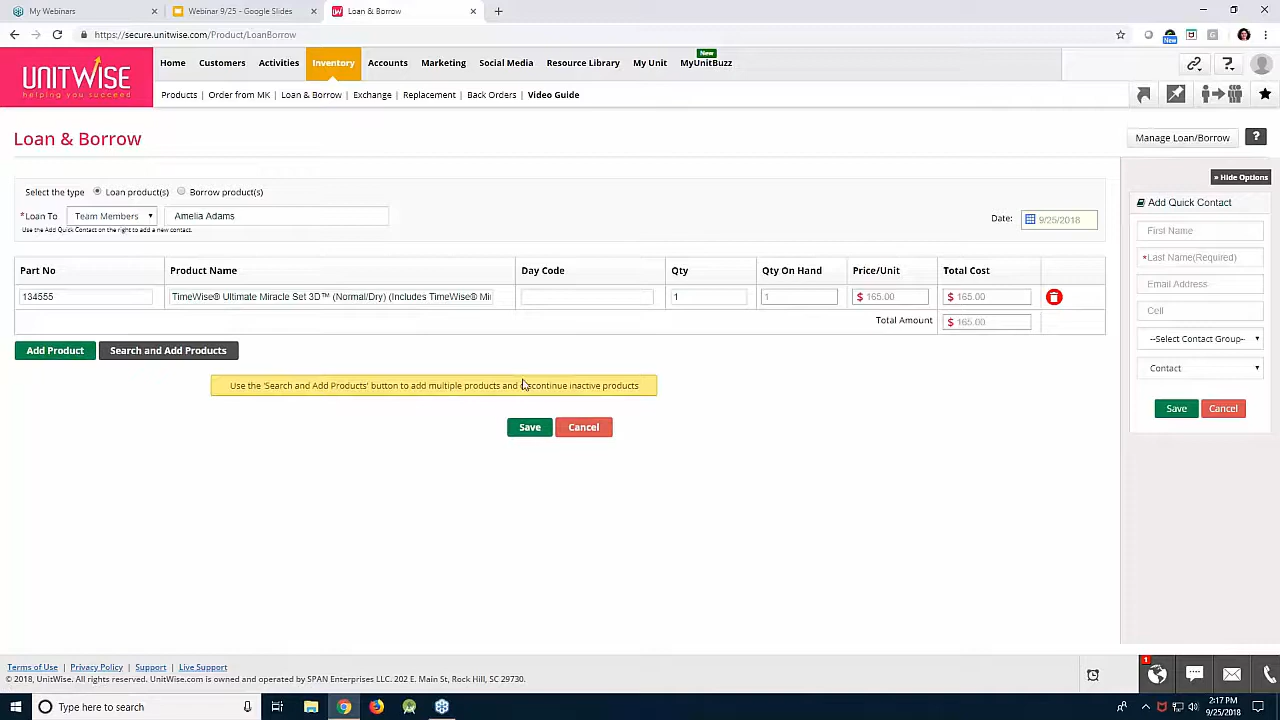 My Webinars
Webinar 9/25 - Google Slides
Loan & Borrow
https://secure.unitwise.com/Product/LoanBorrow
New
UNITWISE
helping you succeed
Home
Customers
Activities
Inventory
Accounts
Marketing
Social Media
Resource Library
My Unit
New
MyUnitBuzz
Products | Order from MK | Loan & Borrow | Exchange | Replacement | Back Orders | Video Guide
Loan & Borrow
Manage Loan/Borrow
?
» Hide Options
Select the type Loan product(s) Borrow product(s)
*Loan To Team Members Amelia Adams
Date: 9/25/2018
Use the Add Quick Contact on the right to add a new contact.
Part No Product Name Day Code Qty Qty On Hand Price/Unit Total Cost
134555 TimeWise® Ultimate Miracle Set 3D™ (Normal/Dry) (Includes TimeWise® Mi 1 1 $ 165.00 $ 165.00
Total Amount $ 165.00
Add Product Search and Add Products
Use the 'Search and Add Products' button to add multiple products and continue inactive products
Save Cancel
Add Quick Contact
First Name
*Last Name(Required)
Email Address
Cell
--Select Contact Group-
Contact
Save Cancel
Terms of Use | Privacy Policy | Support | Live Support
© 2018, UnitWise. All rights reserved. UnitWise.com is owned and operated by SPAN Enterprises LLC. 202 E. Main St, Rock Hill, SC 29730.
1
Type here to search
2:17 PM
9/25/2018